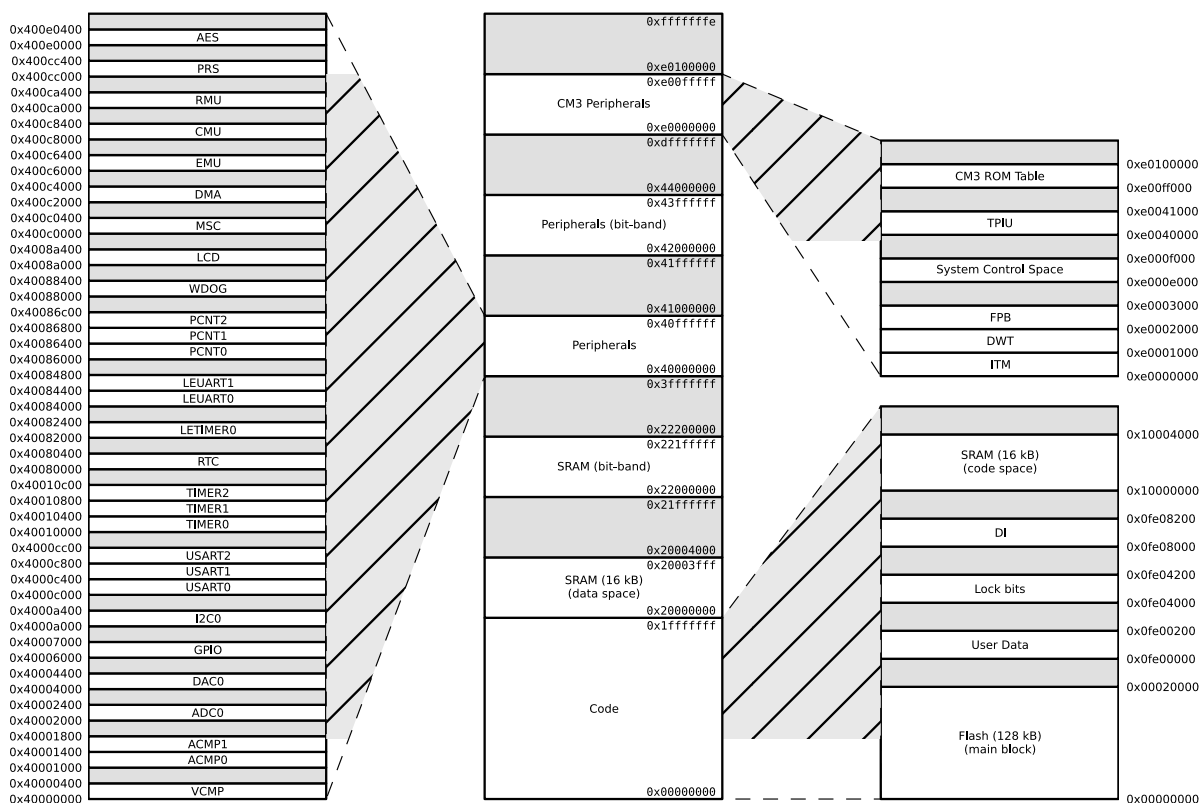 0x400e0400
AES
0x400e0000
0x400cc400
PRS
0x400cc000
0x400ca400
RMU
0x400ca000
0x400c8400
CMU
0x400c8000
0x400c6400
EMU
0x400c6000
0x400c4000
DMA
0x400c2000
0x400c0400
MSC
0x400c0000
0x4008a400
LCD
0x4008a000
0x40088400
WDOG
0x40088000
0x40086c00
PCNT2
0x40086800
PCNT1
0x40086400
PCNT0
0x40086000
0x40084800
LEUART1
0x40084400
LEUART0
0x40084000
0x40082400
LETIMER0
0x40082000
0x40080400
RTC
0x40080000
0x40010c00
TIMER2
0x40010800
TIMER1
0x40010400
TIMER0
0x40010000
0x4000cc00
USART2
0x4000c800
USART1
0x4000c400
USART0
0x4000c000
0x4000a400
I2C0
0x4000a000
0x40007000
GPIO
0x40006000
0x40004400
DAC0
0x40004000
0x40002400
ADC0
0x40002000
0x40001800
ACMP1
0x40001400
ACMP0
0x40001000
0x40000400
VCMP
0x40000000
0xfffffffe
0xe0100000
0xe00fffff
CM3 Peripherals
0xe0000000
0xdfffffff
0x44000000
0x43ffffff
Peripherals (bit-band)
0x42000000
0x41ffffff
0x41000000
0x40ffffff
Peripherals
0x40000000
0x3fffffff
0x22200000
0x221fffff
SRAM (bit-band)
0x22000000
0x21ffffff
0x20004000
0x20003fff
SRAM (16 kB)
(data space)
0x20000000
0x1fffffff
Code
0x00000000
0xe0100000
CM3 ROM Table
0xe00ff000
0xe0041000
TPIU
0xe0040000
0xe000f000
System Control Space
0xe000e000
0xe0003000
FPB
0xe0002000
DWT
0xe0001000
ITM
0xe0000000
0x10004000
SRAM (16 kB)
(code space)
0x10000000
0x0fe08200
DI
0x0fe08000
0x0fe04200
Lock bits
0x0fe04000
0x0fe00200
User Data
0x0fe00000
0x00020000
Flash (128 kB)
(main block)
0x00000000